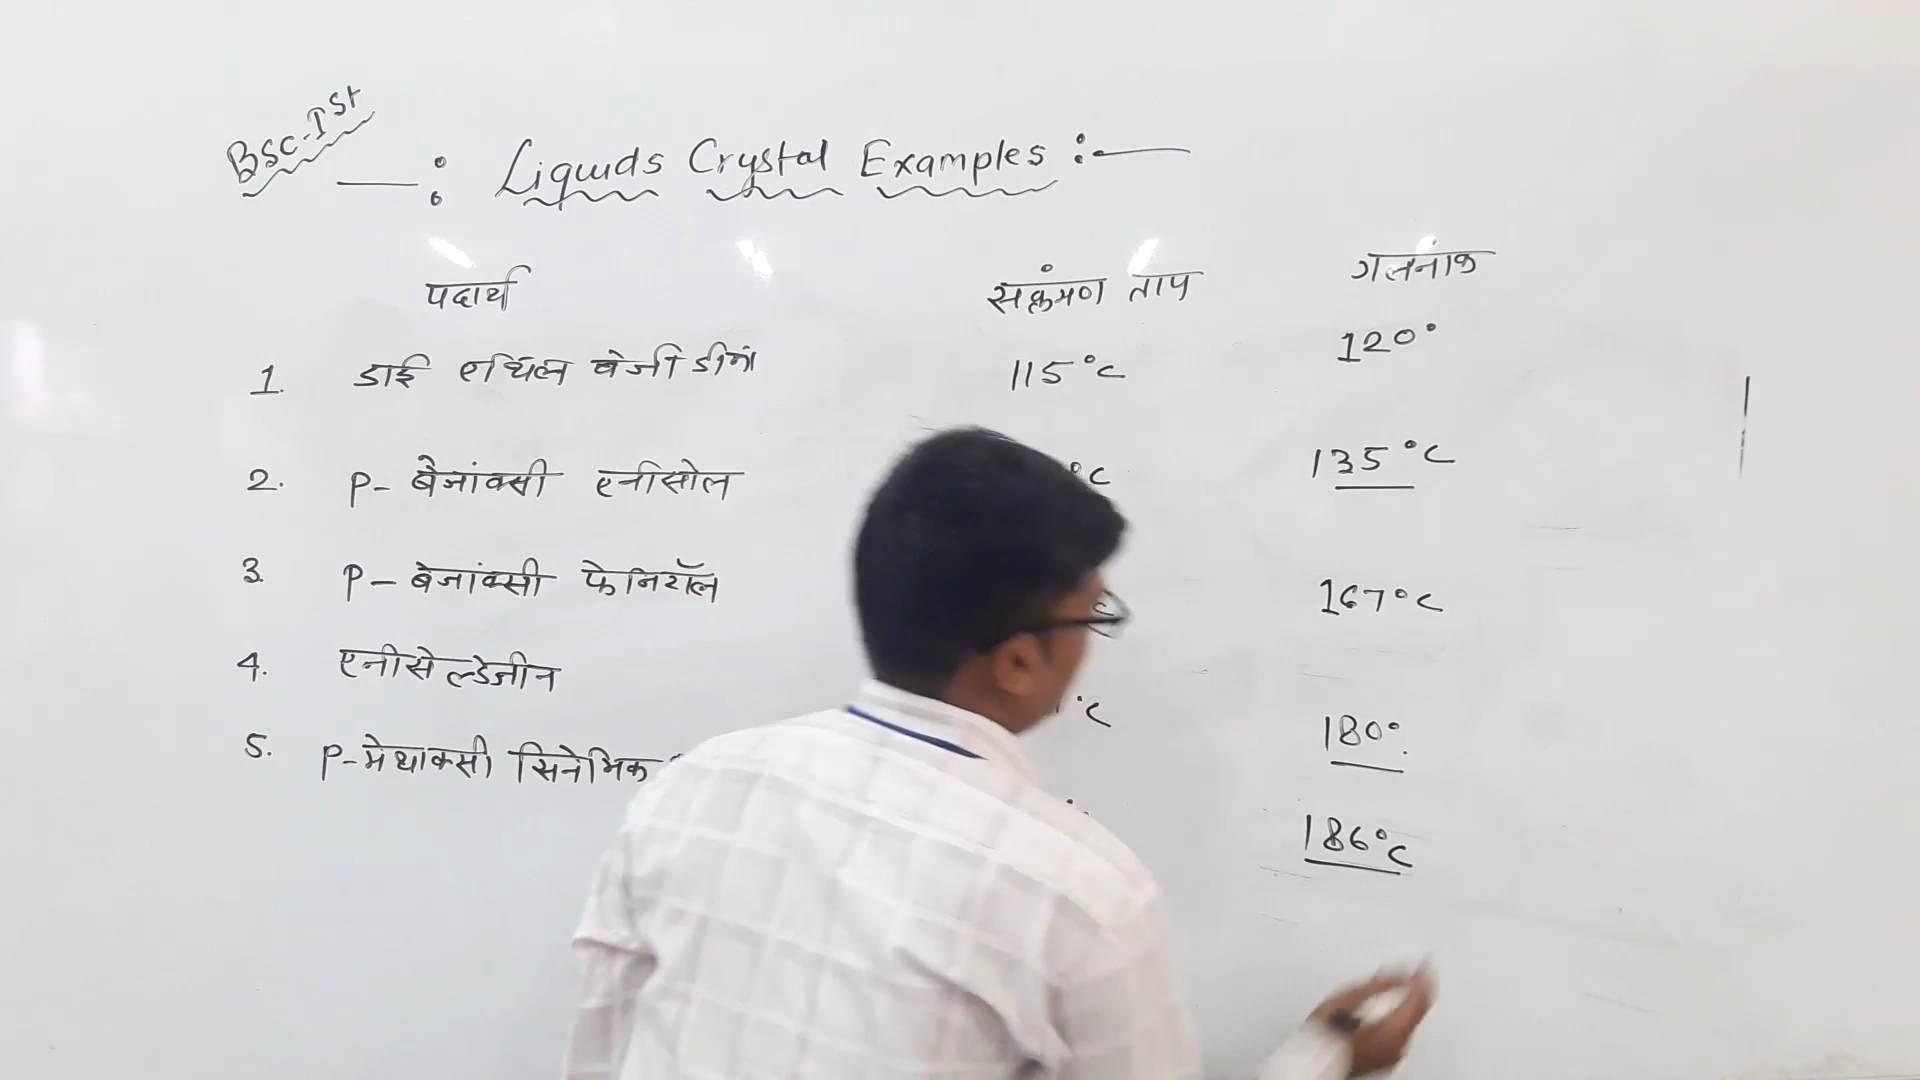 BSC-Ist
—: Liquids Crystal Examples :—
पदार्थ संक्रमण ताप गलनांक
1. डाई एथिल बेजीडीनो 115°C 120°
2. P- बैजांक्सी एनीसोल °C 135°C
3. P- बेजांक्सी फेनिटॉल C 167°C
4. एनीसेल्डेजीन °C 180°.
5. P-मेथाक्सी सिनेमिक 186°C